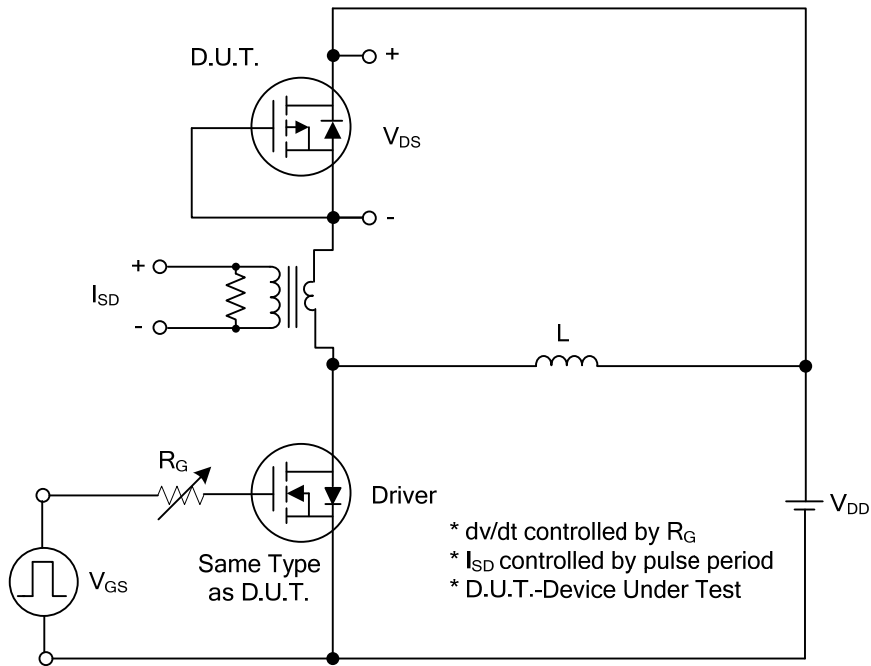 D.U.T.
+
V_DS
-
+
I_SD
-
L
R_G
Driver
V_DD
V_GS
Same Type
as D.U.T.
* dv/dt controlled by R_G
* I_SD controlled by pulse period
* D.U.T.-Device Under Test